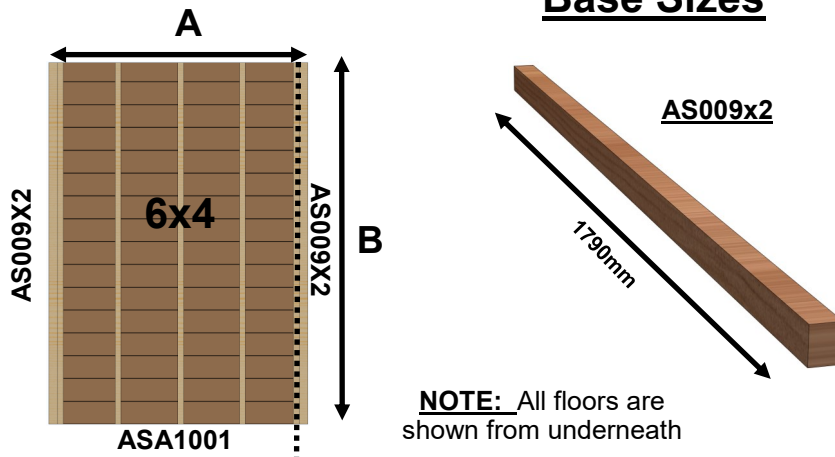 Base Sizes
A
AS009X2
6x4
AS009X2
B
ASA1001
AS009x2
1790mm
NOTE: All floors are
shown from underneath